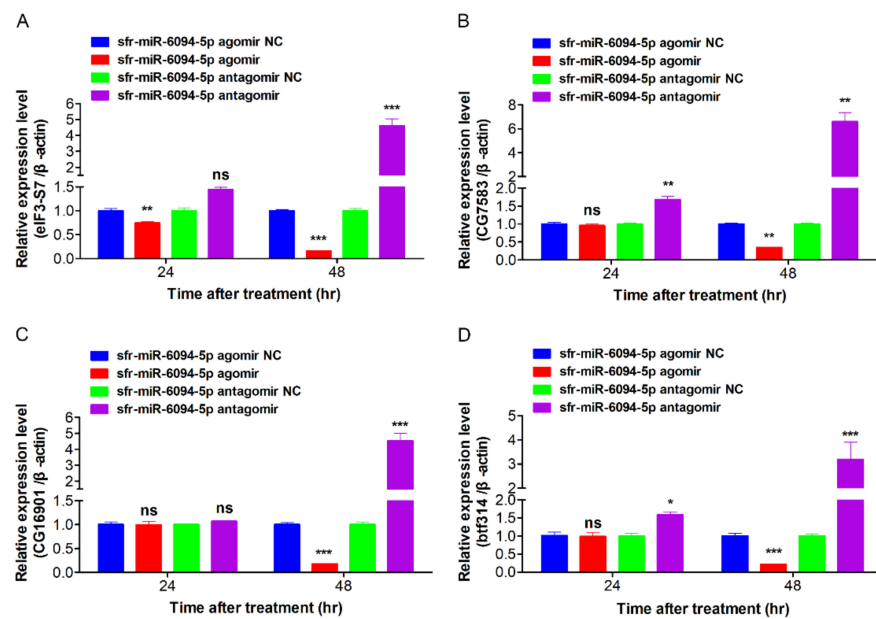 A
sfr-miR-6094-5p agomir NC
sfr-miR-6094-5p agomir
sfr-miR-6094-5p antagomir NC
sfr-miR-6094-5p antagomir
Relative expression level
(eIF3-S7 /β -actin)
6
5
4
3
2
1.5
1.0
0.5
0.0
**
ns
***
***
24
48
Time after treatment (hr)
B
sfr-miR-6094-5p agomir NC
sfr-miR-6094-5p agomir
sfr-miR-6094-5p antagomir NC
sfr-miR-6094-5p antagomir
Relative expression level
(CG7583 /β -actin)
8
6
4
2
2.0
1.5
1.0
0.5
0.0
ns
**
**
**
24
48
Time after treatment (hr)
C
sfr-miR-6094-5p agomir NC
sfr-miR-6094-5p agomir
sfr-miR-6094-5p antagomir NC
sfr-miR-6094-5p antagomir
Relative expression level
(CG16901 /β -actin)
6
5
4
3
2
1.5
1.0
0.5
0.0
ns
ns
***
***
24
48
Time after treatment (hr)
D
sfr-miR-6094-5p agomir NC
sfr-miR-6094-5p agomir
sfr-miR-6094-5p antagomir NC
sfr-miR-6094-5p antagomir
Relative expression level
(btf314 /β -actin)
5
4
3
2
2.0
1.5
1.0
0.5
0.0
ns
*
***
***
24
48
Time after treatment (hr)